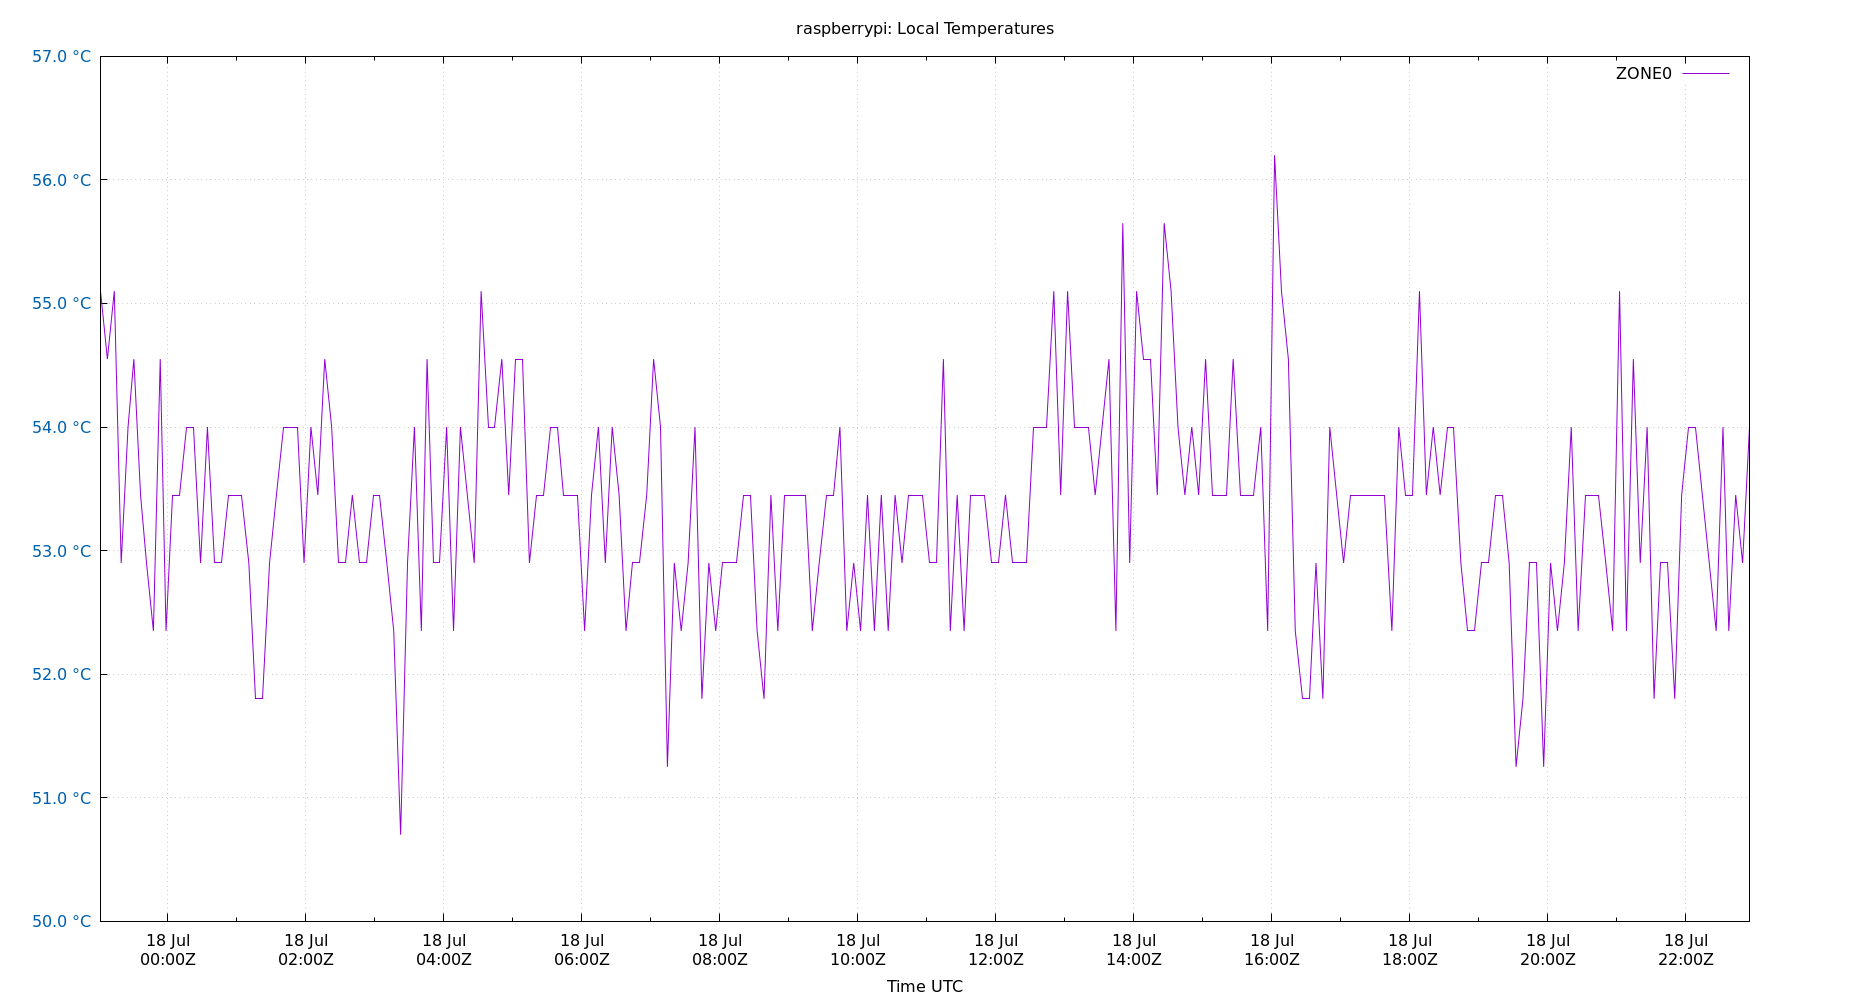 raspberrypi: Local Temperatures
57.0 °C
ZONE0
56.0 °C
55.0 °C
54.0 °C
53.0 °C
52.0 °C
51.0 °C
50.0 °C
18 Jul 18 Jul 18 Jul 18 Jul 18 Jul 18 Jul 18 Jul 18 Jul 18 Jul 18 Jul 18 Jul 18 Jul
00:00Z 02:00Z 04:00Z 06:00Z 08:00Z 10:00Z 12:00Z 14:00Z 16:00Z 18:00Z 20:00Z 22:00Z
Time UTC